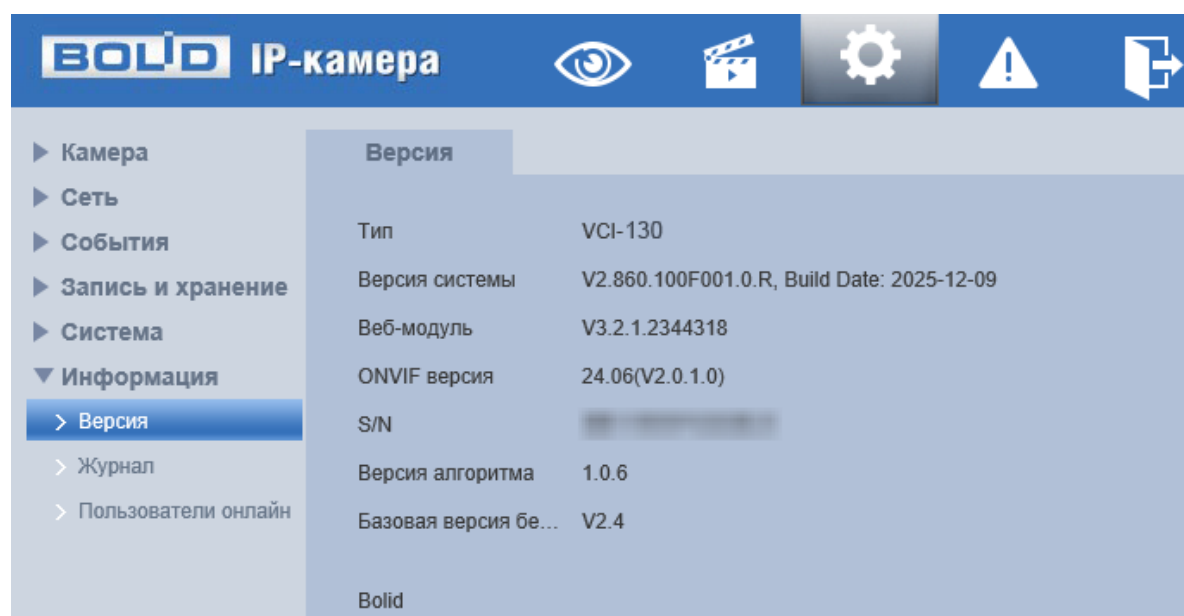 BOLID IP-камера
Камера
Сеть
События
Запись и хранение
Система
Информация
Версия
Журнал
Пользователи онлайн
Версия
Тип VCI-130
Версия системы V2.860.100F001.0.R, Build Date: 2025-12-09
Веб-модуль V3.2.1.2344318
ONVIF версия 24.06(V2.0.1.0)
S/N
Версия алгоритма 1.0.6
Базовая версия бе... V2.4
Bolid